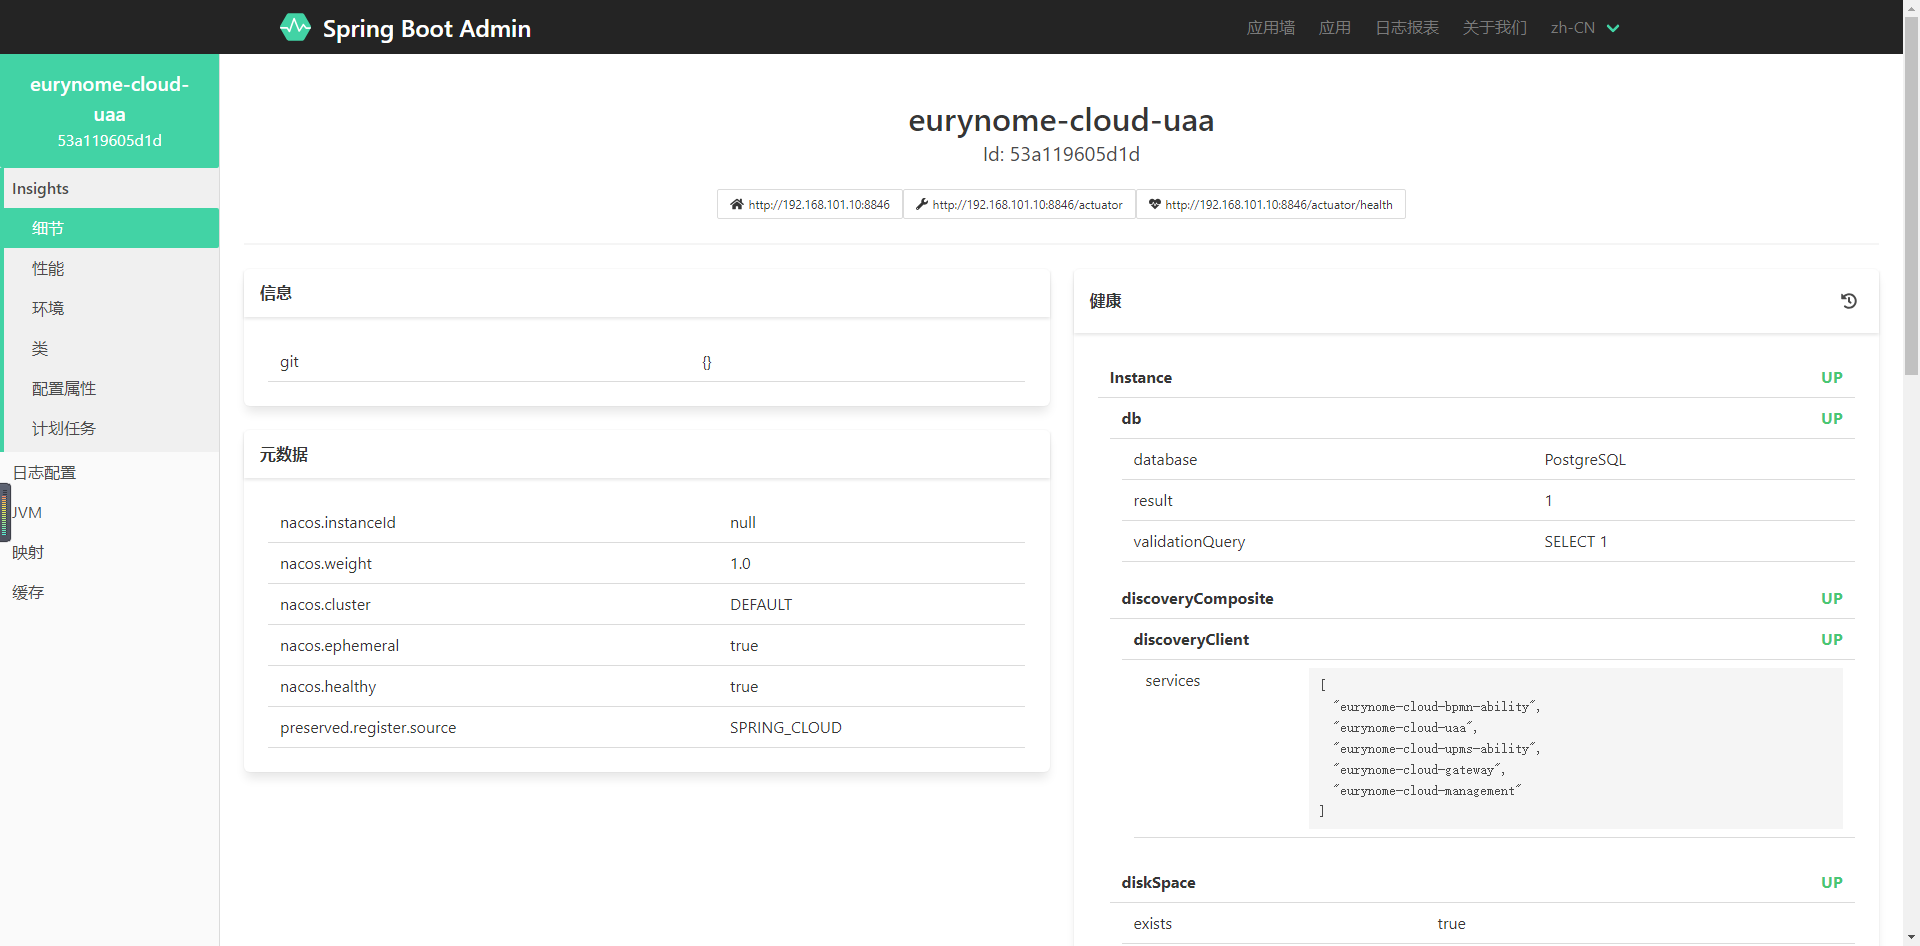 Spring Boot Admin
应用墙 应用 日志报表 关于我们 zh-CN
eurynome-cloud-
uaa
53a119605d1d
Insights
细节
性能
环境
类
配置属性
计划任务
日志配置
JVM
映射
缓存
eurynome-cloud-uaa
Id: 53a119605d1d
http://192.168.101.10:8846 http://192.168.101.10:8846/actuator http://192.168.101.10:8846/actuator/health
信息
git {}
元数据
nacos.instanceId null
nacos.weight 1.0
nacos.cluster DEFAULT
nacos.ephemeral true
nacos.healthy true
preserved.register.source SPRING_CLOUD
健康
Instance UP
db UP
database PostgreSQL
result 1
validationQuery SELECT 1
discoveryComposite UP
discoveryClient UP
services [
"eurynome-cloud-bpmn-ability",
"eurynome-cloud-uaa",
"eurynome-cloud-upms-ability",
"eurynome-cloud-gateway",
"eurynome-cloud-management"
]
diskSpace UP
exists true